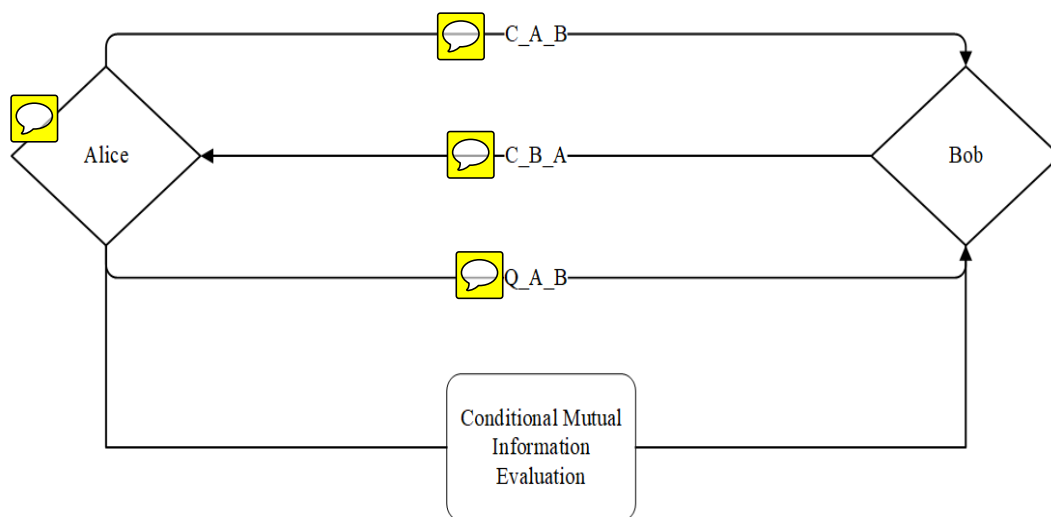 C_A_B
Alice
C_B_A
Bob
Q_A_B
Conditional Mutual
Information
Evaluation